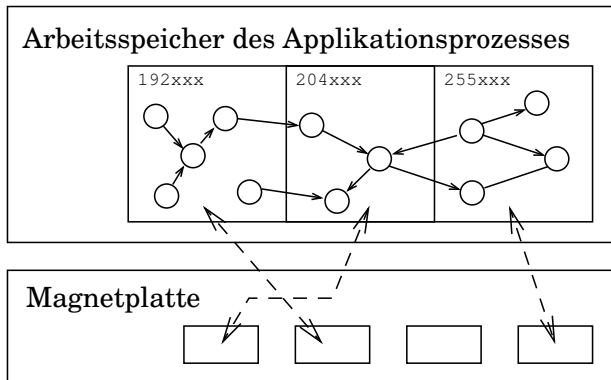 Arbeitsspeicher des Applikationsprozesses
192xxx 204xxx 255xxx
Magnetplatte